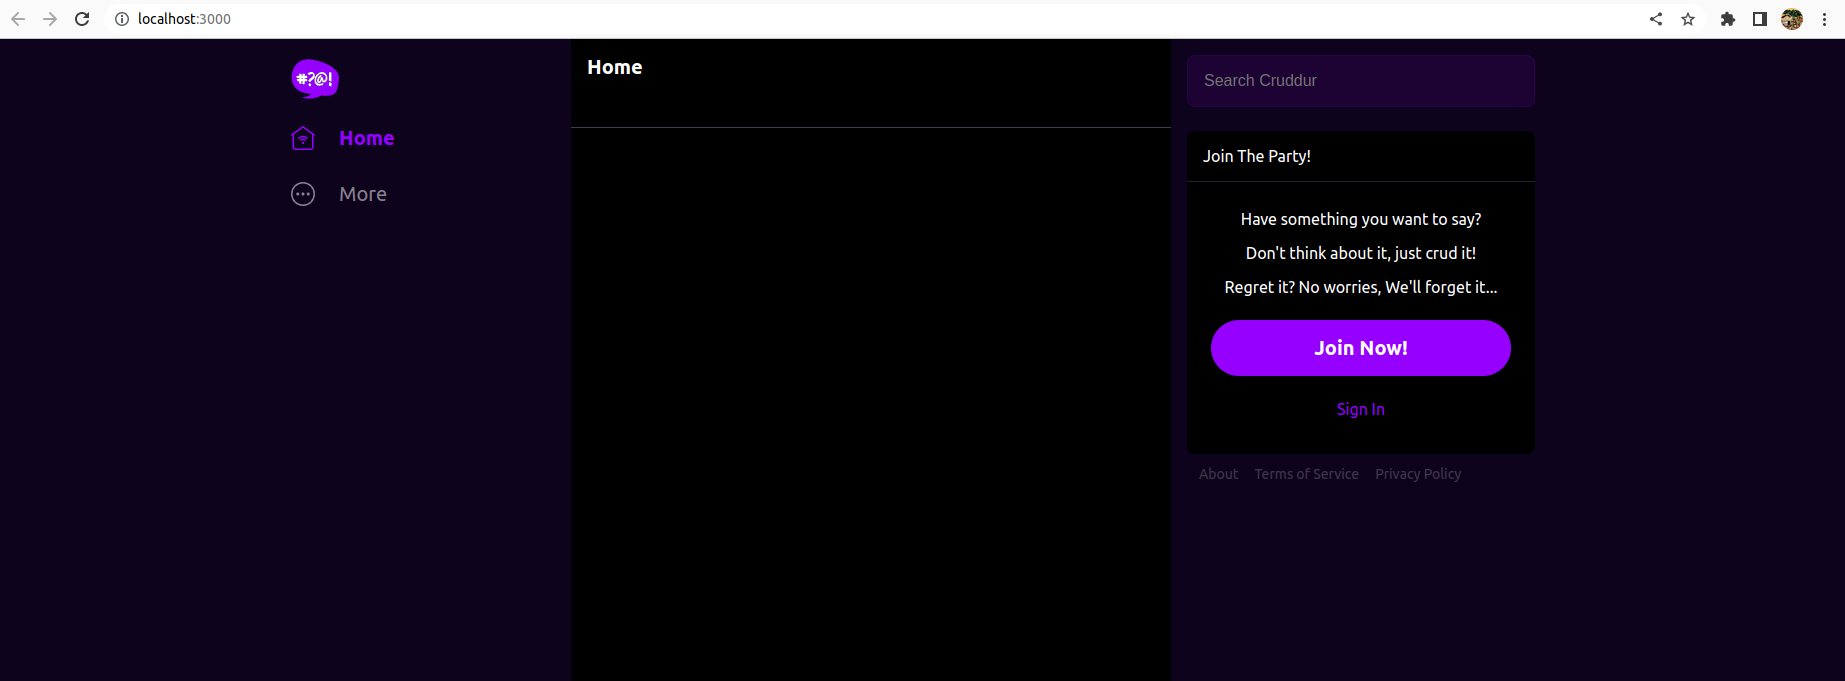 localhost:3000
#?@!
Home
More
Home
Search Cruddur
Join The Party!
Have something you want to say?
Don't think about it, just crud it!
Regret it? No worries, We'll forget it...
Join Now!
Sign In
About Terms of Service Privacy Policy